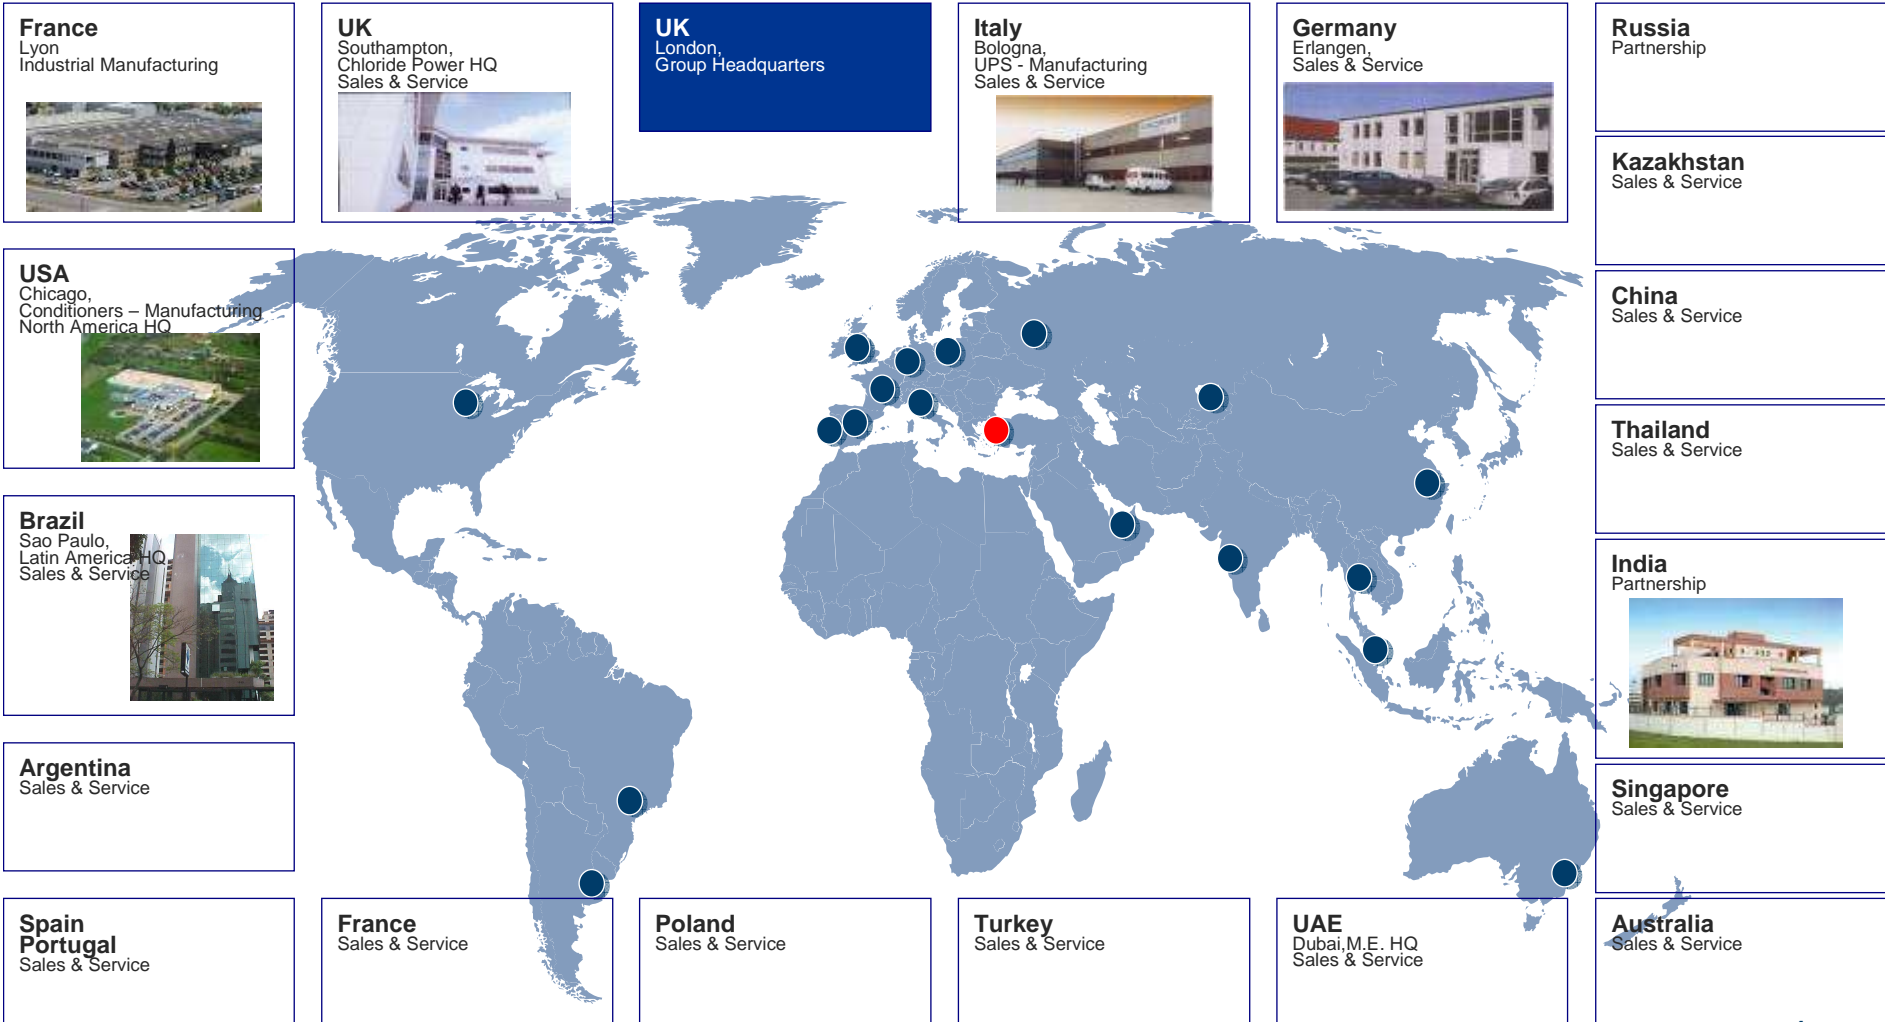 France
Lyon
Industrial Manufacturing
UK
Southampton,
Chloride Power HQ
Sales & Service
UK
London,
Group Headquarters
Italy
Bologna,
UPS - Manufacturing
Sales & Service
Germany
Erlangen,
Sales & Service
Russia
Partnership
Kazakhstan
Sales & Service
USA
Chicago,
Conditioners – Manufacturing
North America HQ
China
Sales & Service
Thailand
Sales & Service
Brazil
Sao Paulo,
Latin America HQ
Sales & Service
India
Partnership
Argentina
Sales & Service
Singapore
Sales & Service
Spain
Portugal
Sales & Service
France
Sales & Service
Poland
Sales & Service
Turkey
Sales & Service
UAE
Dubai,M.E. HQ
Sales & Service
Australia
Sales & Service